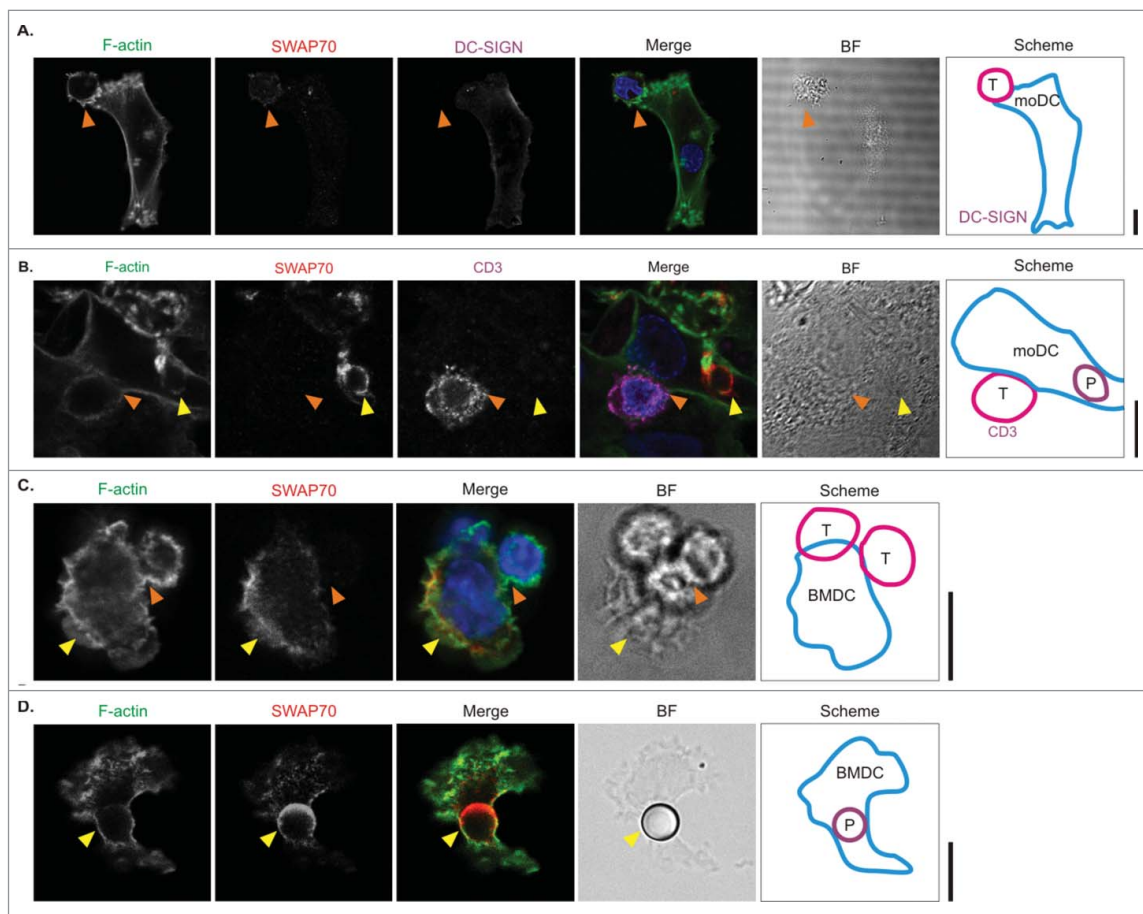 A.
F-actin SWAP70 DC-SIGN Merge BF Scheme
T
moDC
DC-SIGN
B.
F-actin SWAP70 CD3 Merge BF Scheme
moDC
P
T
CD3
C.
F-actin SWAP70 Merge BF Scheme
T
T
BMDC
D.
F-actin SWAP70 Merge BF Scheme
BMDC
P